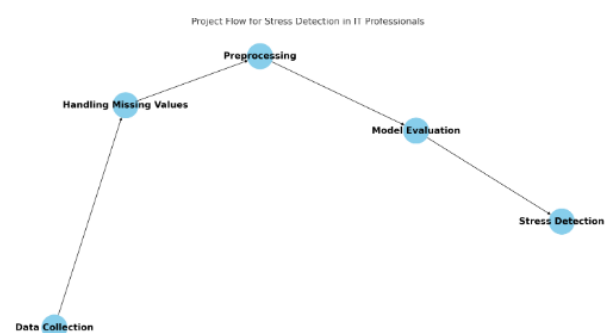 Project Flow for Stress Detection in IT Professionals
Preprocessing
Handling Missing Values
Model Evaluation
Stress Detection
Data Collection